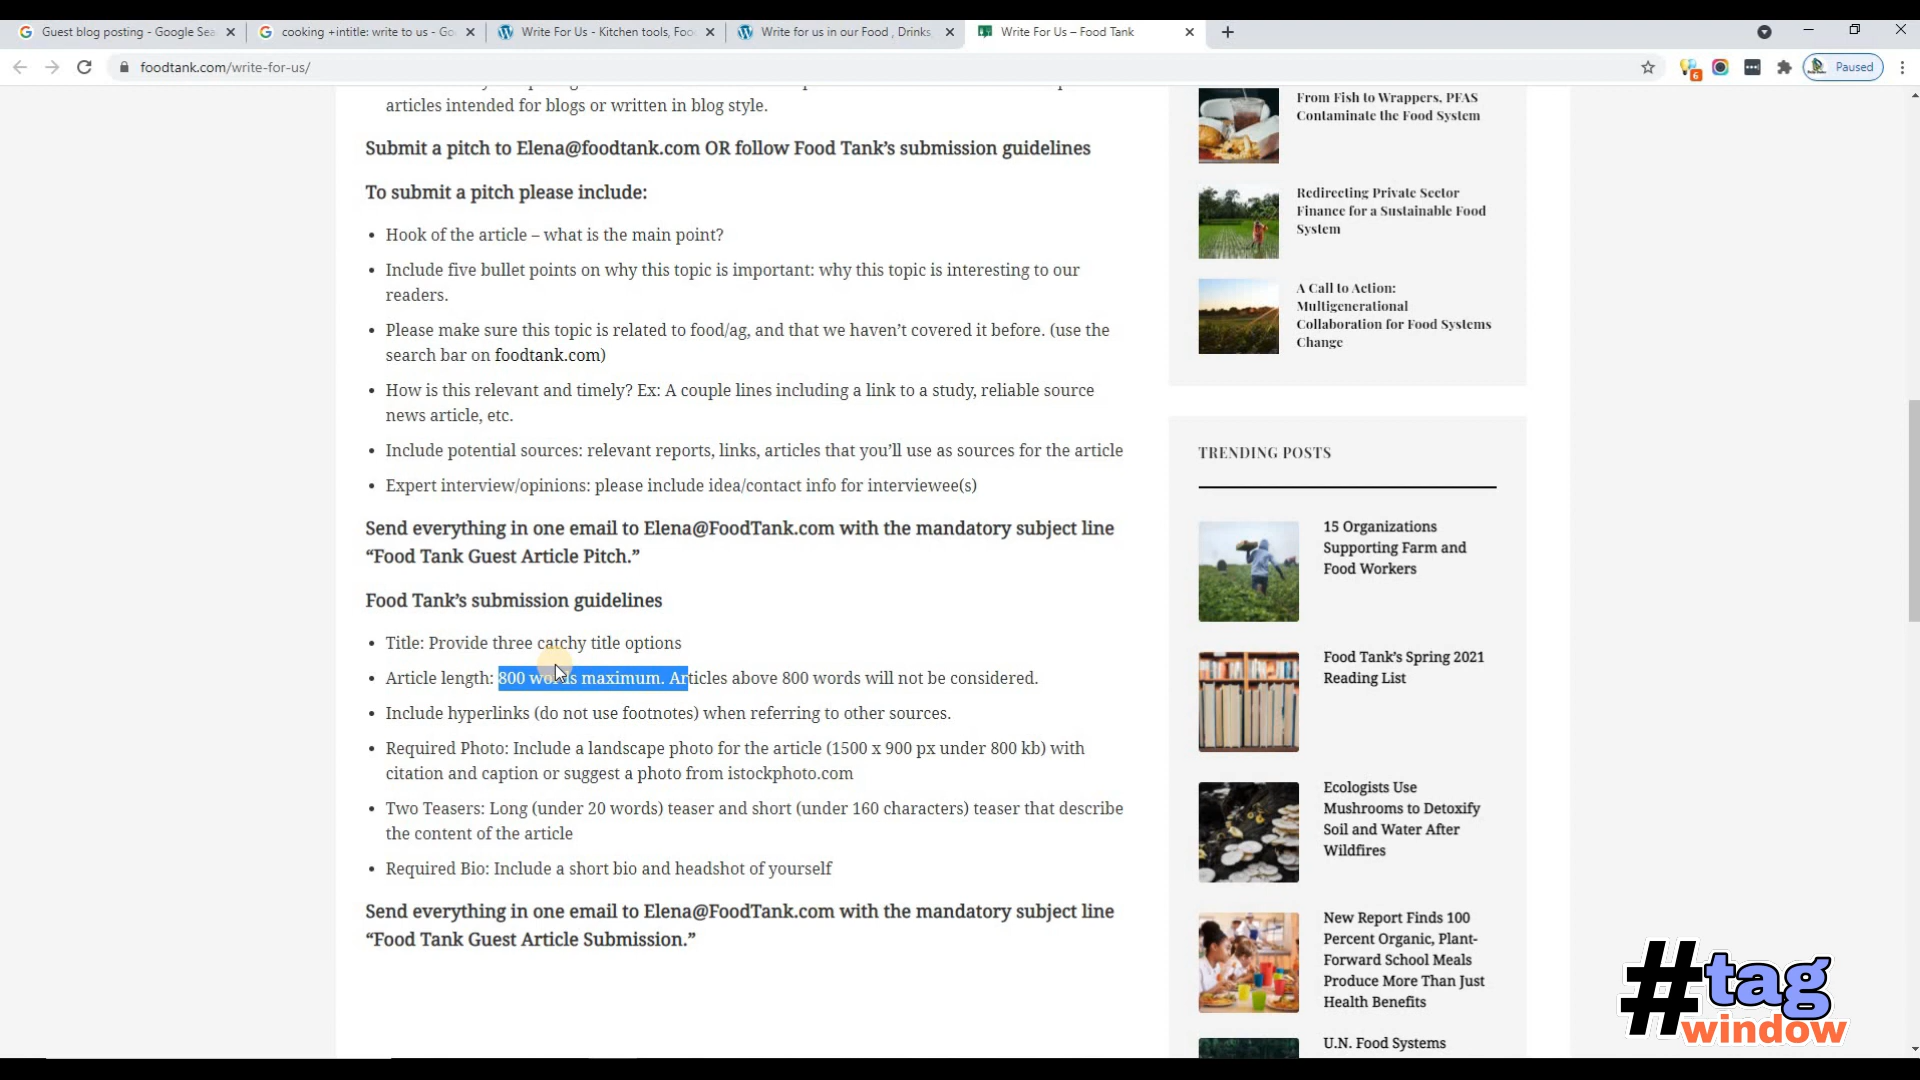 Guest blog posting - Google Sea
cooking +intitle: write to us - Go
Write For Us - Kitchen tools, Foo
Write for us in our Food , Drinks
Write For Us – Food Tank
foodtank.com/write-for-us/
6
Paused
articles intended for blogs or written in blog style.
Submit a pitch to Elena@foodtank.com OR follow Food Tank’s submission guidelines
To submit a pitch please include:
• Hook of the article – what is the main point?
• Include five bullet points on why this topic is important: why this topic is interesting to our
readers.
• Please make sure this topic is related to food/ag, and that we haven’t covered it before. (use the
search bar on foodtank.com)
• How is this relevant and timely? Ex: A couple lines including a link to a study, reliable source
news article, etc.
• Include potential sources: relevant reports, links, articles that you’ll use as sources for the article
• Expert interview/opinions: please include idea/contact info for interviewee(s)
Send everything in one email to Elena@FoodTank.com with the mandatory subject line
“Food Tank Guest Article Pitch.”
Food Tank’s submission guidelines
• Title: Provide three catchy title options
• Article length: 800 words maximum. Articles above 800 words will not be considered.
• Include hyperlinks (do not use footnotes) when referring to other sources.
• Required Photo: Include a landscape photo for the article (1500 x 900 px under 800 kb) with
citation and caption or suggest a photo from istockphoto.com
• Two Teasers: Long (under 20 words) teaser and short (under 160 characters) teaser that describe
the content of the article
• Required Bio: Include a short bio and headshot of yourself
Send everything in one email to Elena@FoodTank.com with the mandatory subject line
“Food Tank Guest Article Submission.”
From Fish to Wrappers, PFAS
Contaminate the Food System
Redirecting Private Sector
Finance for a Sustainable Food
System
A Call to Action:
Multigenerational
Collaboration for Food Systems
Change
TRENDING POSTS
15 Organizations
Supporting Farm and
Food Workers
Food Tank’s Spring 2021
Reading List
Ecologists Use
Mushrooms to Detoxify
Soil and Water After
Wildfires
New Report Finds 100
Percent Organic, Plant-
Forward School Meals
Produce More Than Just
Health Benefits
U.N. Food Systems
#tag
window